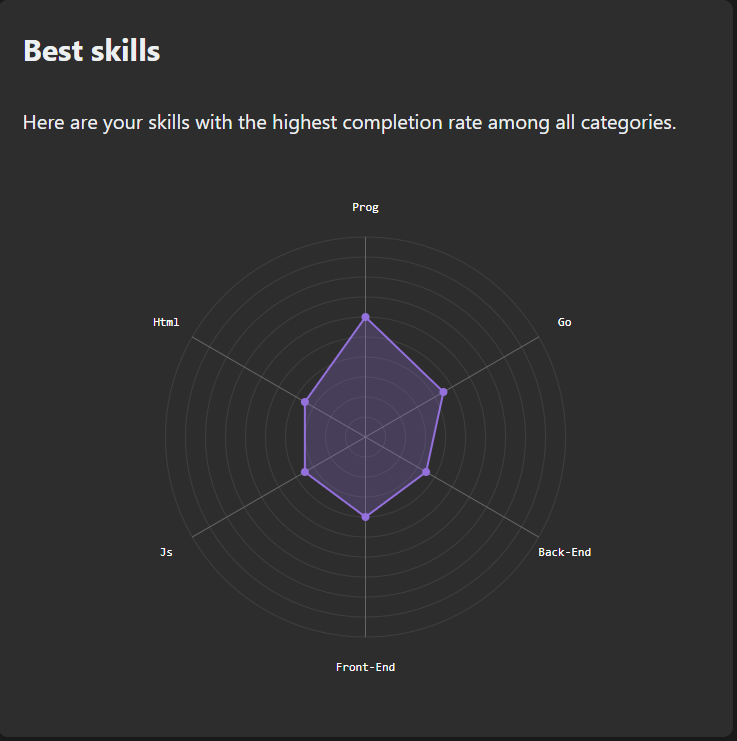 Best skills
Here are your skills with the highest completion rate among all categories.
Prog
Html
Go
Js
Back-End
Front-End